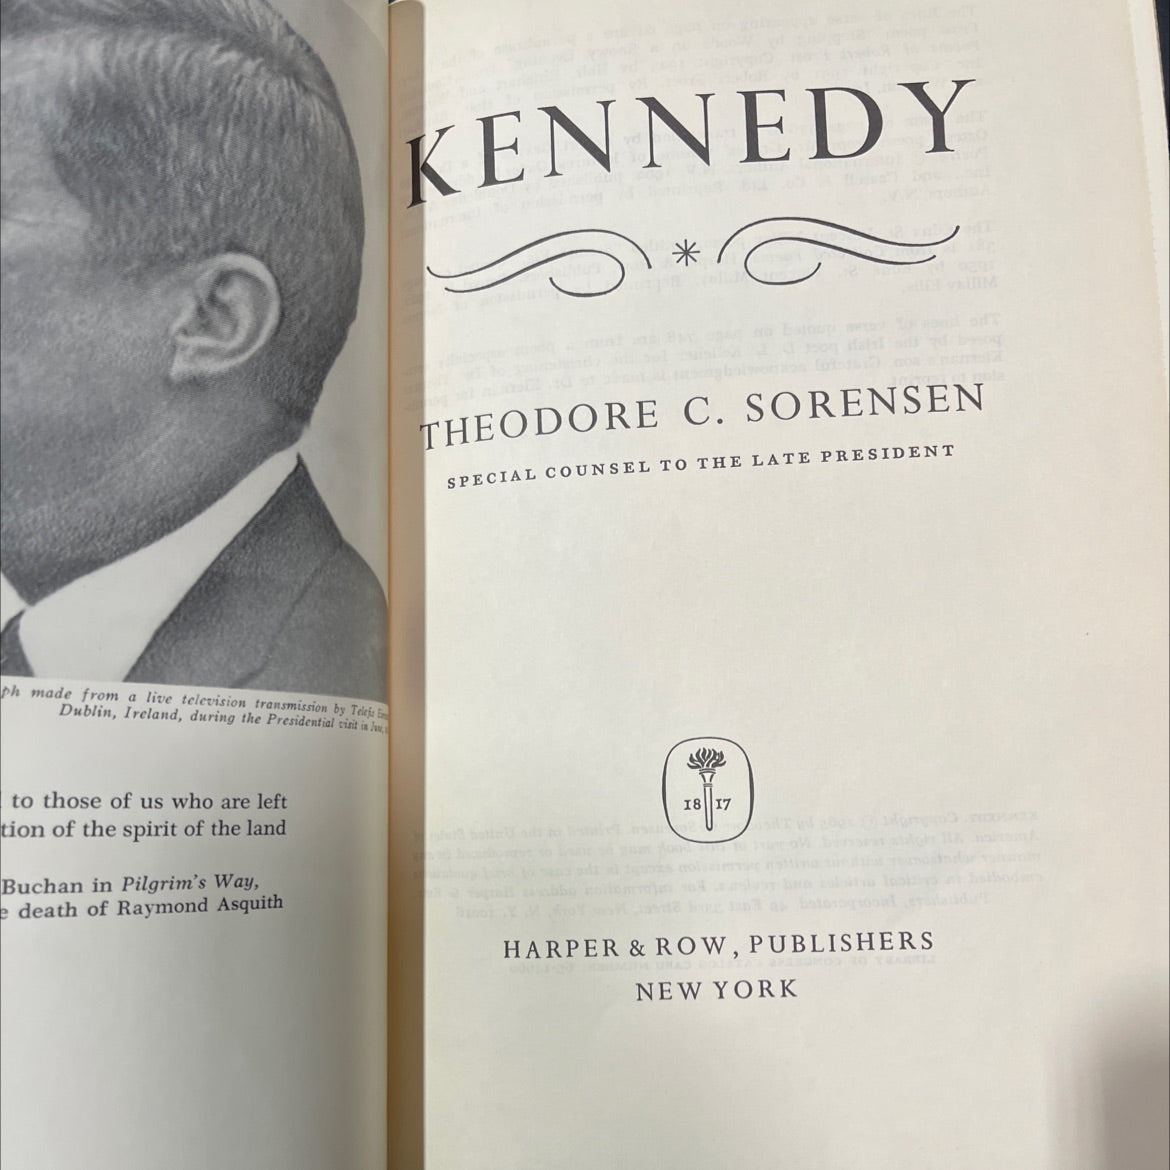 ph made from a live television transmission by Telefís
Dublin, Ireland, during the Presidential visit in June,
to those of us who are left
tion of the spirit of the land
Buchan in Pilgrim's Way,
e death of Raymond Asquith
KENNEDY
THEODORE C. SORENSEN
SPECIAL COUNSEL TO THE LATE PRESIDENT
18 17
HARPER & ROW, PUBLISHERS
NEW YORK